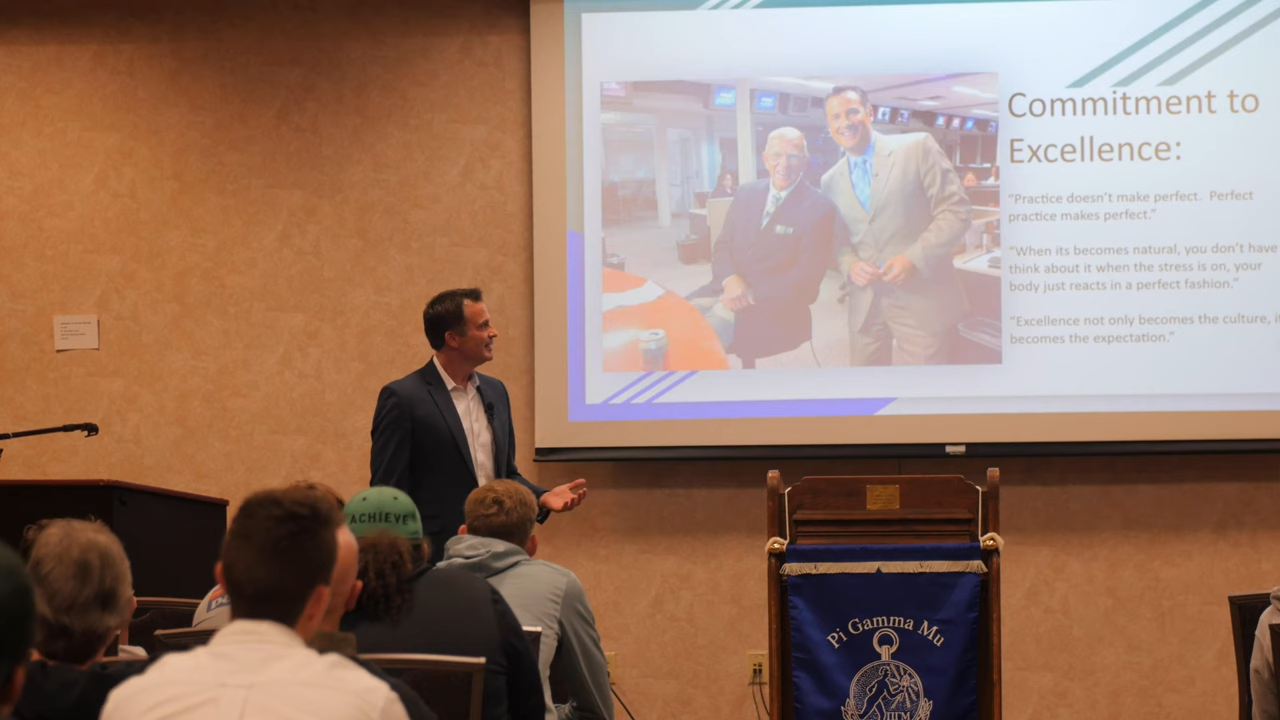 Commitment to
Excellence:
“Practice doesn’t make perfect. Perfect
practice makes perfect.”
“When its becomes natural, you don’t have
think about it when the stress is on, your
body just reacts in a perfect fashion.”
“Excellence not only becomes the culture, i
becomes the expectation.”
ACHIEVE
Pi Gamma Mu
ΠΓΜ